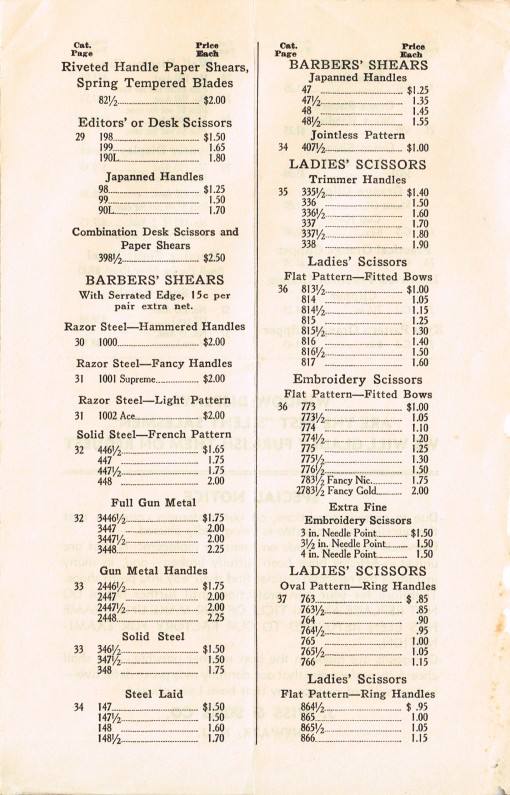 Cat. Page Price Each
Riveted Handle Paper Shears,
Spring Tempered Blades
82½ $2.00
Editors' or Desk Scissors
29 198 $1.50
199 1.65
190L 1.80
Japanned Handles
98 $1.25
99 1.50
90L 1.70
Combination Desk Scissors and
Paper Shears
398½ $2.50
BARBERS' SHEARS
With Serrated Edge, 15c per
pair extra net.
Razor Steel—Hammered Handles
30 1000 $2.00
Razor Steel—Fancy Handles
31 1001 Supreme $2.00
Razor Steel—Light Pattern
31 1002 Ace $2.00
Solid Steel—French Pattern
32 446½ $1.65
447 1.75
447½ 1.75
448 2.00
Full Gun Metal
32 3446½ $1.75
3447 2.00
3447½ 2.00
3448 2.25
Gun Metal Handles
33 2446½ $1.75
2447 2.00
2447½ 2.00
2448 2.25
Solid Steel
33 346½ $1.50
347½ 1.50
348 1.75
Steel Laid
34 147 $1.50
147½ 1.50
148 1.60
148½ 1.70
Cat. Page Price Each
BARBERS' SHEARS
Japanned Handles
47 $1.25
47½ 1.35
48 1.45
48½ 1.55
Jointless Pattern
34 407½ $1.00
LADIES' SCISSORS
Trimmer Handles
35 335½ $1.40
336 1.50
336½ 1.60
337 1.70
337½ 1.80
338 1.90
Ladies' Scissors
Flat Pattern—Fitted Bows
36 813½ $1.00
814 1.05
814½ 1.15
815 1.25
815½ 1.30
816 1.40
816½ 1.50
817 1.60
Embroidery Scissors
Flat Pattern—Fitted Bows
36 773 $1.00
773½ 1.05
774 1.10
774½ 1.20
775 1.25
775½ 1.30
776½ 1.50
783½ Fancy Nic. 1.75
2783½ Fancy Gold 2.00
Extra Fine
Embroidery Scissors
3 in. Needle Point $1.50
3½ in. Needle Point 1.50
4 in. Needle Point 1.50
LADIES' SCISSORS
Oval Pattern—Ring Handles
37 763 $ .85
763½ .85
764 .90
764½ .95
765 1.00
765½ 1.05
766 1.15
Ladies' Scissors
Flat Pattern—Ring Handles
864½ $ .95
865 1.00
865½ 1.05
866 1.15